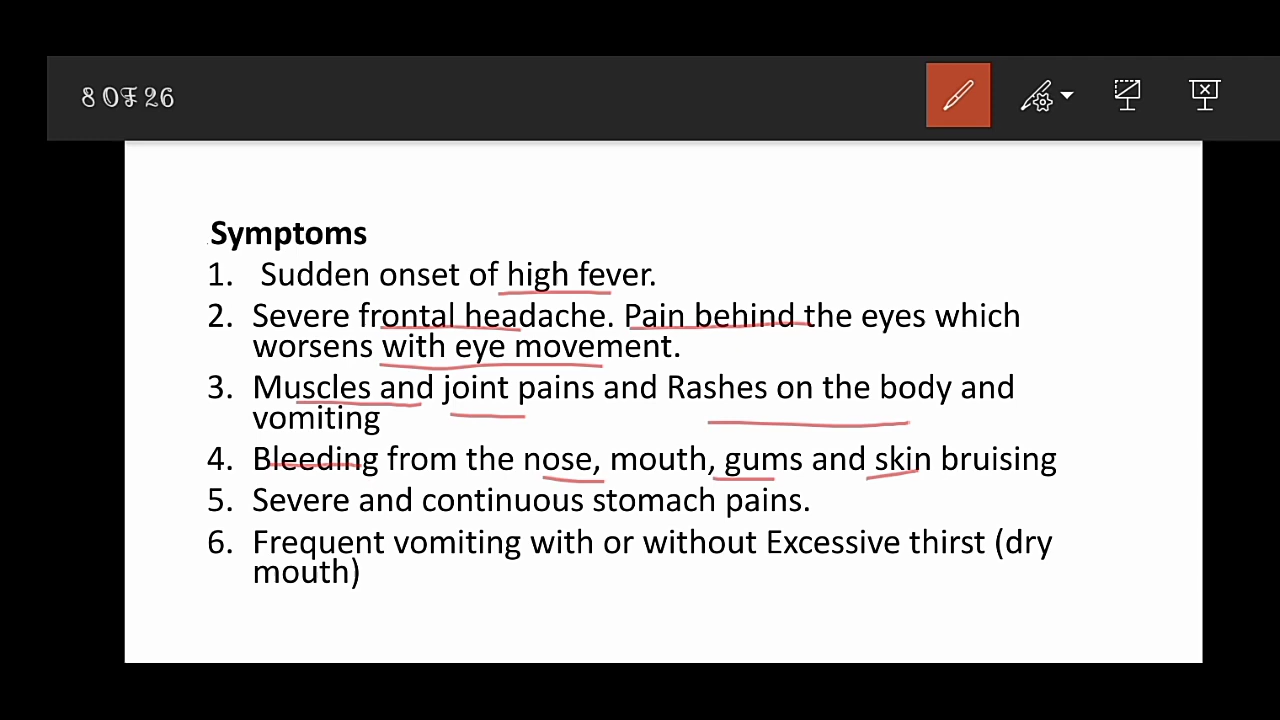 8 OF 26
Symptoms
1. Sudden onset of high fever.
2. Severe frontal headache. Pain behind the eyes which
worsens with eye movement.
3. Muscles and joint pains and Rashes on the body and
vomiting
4. Bleeding from the nose, mouth, gums and skin bruising
5. Severe and continuous stomach pains.
6. Frequent vomiting with or without Excessive thirst (dry
mouth)